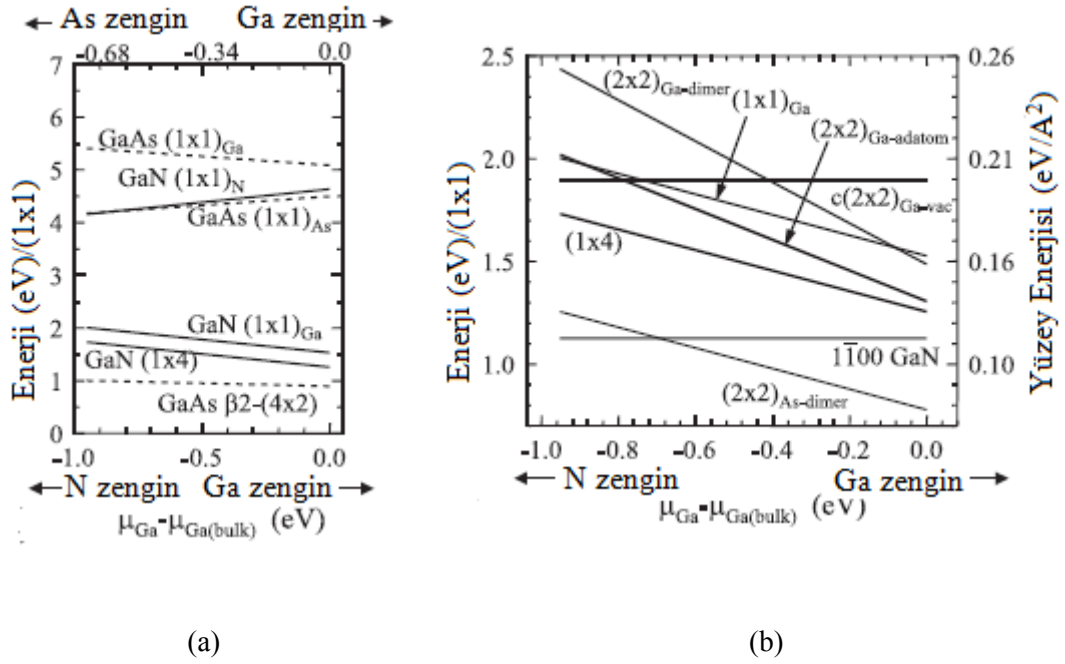 ← As zengin Ga zengin →
-0.68 -0.34 0.0
7
6
5
4
3
2
1
0
Enerji (eV)/(1x1)
GaAs (1x1)Ga
GaN (1x1)N
GaAs (1x1)As
GaN (1x1)Ga
GaN (1x4)
GaAs β2-(4x2)
-1.0 -0.5 0.0
←N zengin Ga zengin →
μGa-μGa(bulk) (eV)
(a)
2.5
2.0
1.5
1.0
Enerji (eV)/(1x1)
0.26
0.21
0.16
0.10
Yüzey Enerjisi (eV/A²)
(2x2)Ga-dimer
(1x1)Ga
(2x2)Ga-adatom
c(2x2)Ga-vac
(1x4)
11̅00 GaN
(2x2)As-dimer
-1.0 -0.8 -0.6 -0.4 -0.2 0.0
←N zengin Ga zengin →
μGa-μGa(bulk) (eV)
(b)